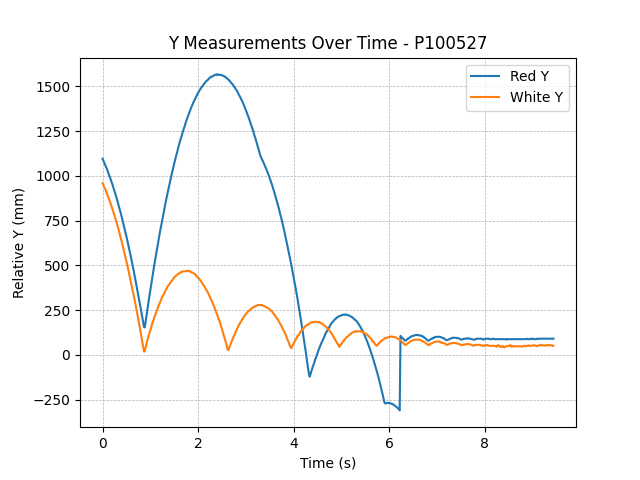 Y Measurements Over Time - P100527
Red Y
White Y
Relative Y (mm)
1500
1250
1000
750
500
250
0
−250
0 2 4 6 8
Time (s)